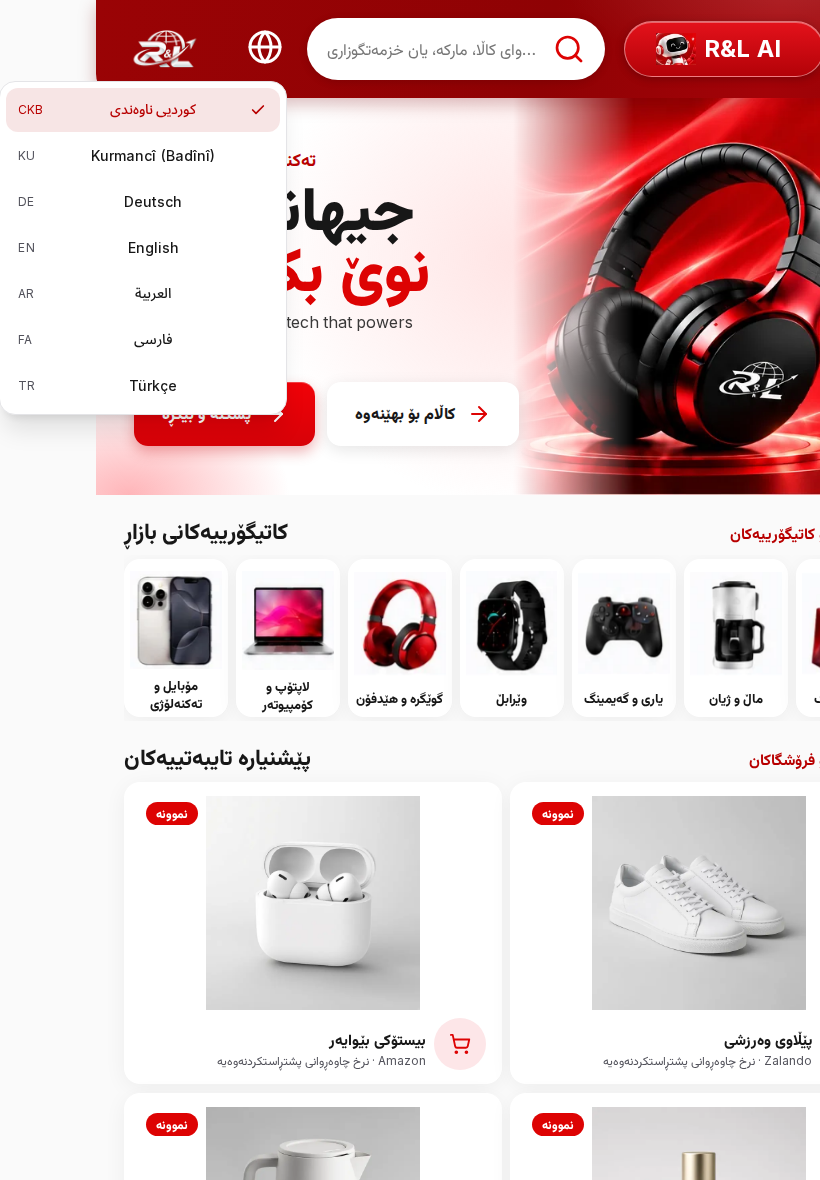 R&L
…وای کاڵا، مارکە، یان خزمەتگوزاری
R&L AI
CKB کوردیی ناوەندی
KU Kurmancî (Badînî)
DE Deutsch
EN English
AR العربية
FA فارسی
TR Türkçe
جیهان
نوێ
tech that powers
کاڵام بۆ بهێنەوە
کاتیگۆرییەکانی بازاڕ
کاتیگۆرییەکان
مۆبایل و
تەکنەلۆژی
لاپتۆپ و
کۆمپیوتەر
گوێگرە و هێدفۆن
وێرابڵ
یاری و گەیمینگ
ماڵ و ژیان
پێشنیارە تایبەتییەکان
فرۆشگاکان
نموونە
نموونە
بیستۆکی بێوایەر
Amazon · نرخ چاوەڕوانی پشتڕاستکردنەوەیە
پێڵاوی وەرزشی
Zalando · نرخ چاوەڕوانی پشتڕاستکردنەوەیە
نموونە
نموونە